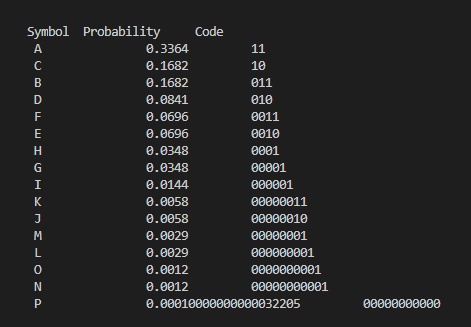 Symbol Probability Code
A 0.3364 11
C 0.1682 10
B 0.1682 011
D 0.0841 010
F 0.0696 0011
E 0.0696 0010
H 0.0348 0001
G 0.0348 00001
I 0.0144 000001
K 0.0058 00000011
J 0.0058 00000010
M 0.0029 00000001
L 0.0029 000000001
O 0.0012 0000000001
N 0.0012 00000000001
P 0.00010000000000032205 00000000000